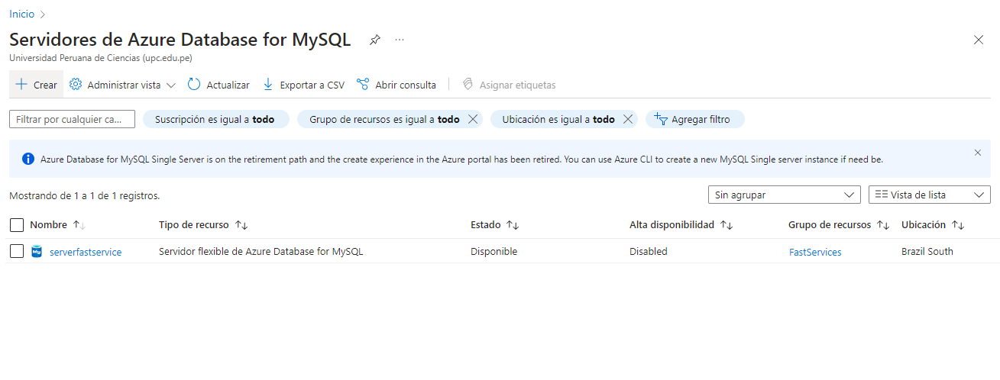 Inicio
Servidores de Azure Database for MySQL
Universidad Peruana de Ciencias (upc.edu.pe)
Crear Administrar vista Actualizar Exportar a CSV Abrir consulta Asignar etiquetas
Filtrar por cualquier ca... Suscripción es igual a todo Grupo de recursos es igual a todo Ubicación es igual a todo Agregar filtro
Azure Database for MySQL Single Server is on the retirement path and the create experience in the Azure portal has been retired. You can use Azure CLI to create a new MySQL Single server instance if need be.
Mostrando de 1 a 1 de 1 registros. Sin agrupar Vista de lista
Nombre Tipo de recurso Estado Alta disponibilidad Grupo de recursos Ubicación
My serverfastservice Servidor flexible de Azure Database for MySQL Disponible Disabled FastServices Brazil South